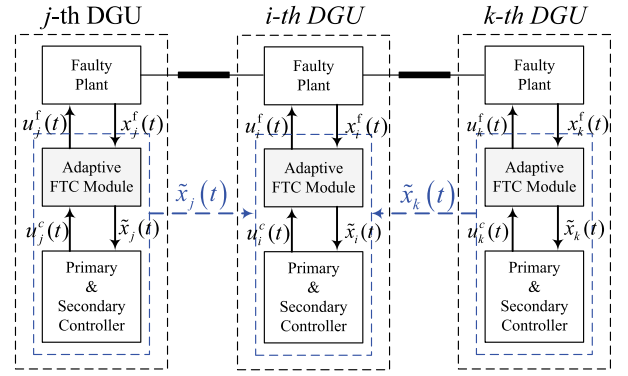 j-th DGU
i-th DGU
k-th DGU
Faulty
Plant
Faulty
Plant
Faulty
Plant
u_j^f(t)
x_j^f(t)
u_i^f(t)
x_i^f(t)
u_k^f(t)
x_k^f(t)
Adaptive
FTC Module
Adaptive
FTC Module
Adaptive
FTC Module
x̃_j(t)
x̃_k(t)
u_j^c(t)
x̃_j(t)
u_i^c(t)
x̃_i(t)
u_k^c(t)
x̃_k(t)
Primary
&
Secondary
Controller
Primary
&
Secondary
Controller
Primary
&
Secondary
Controller